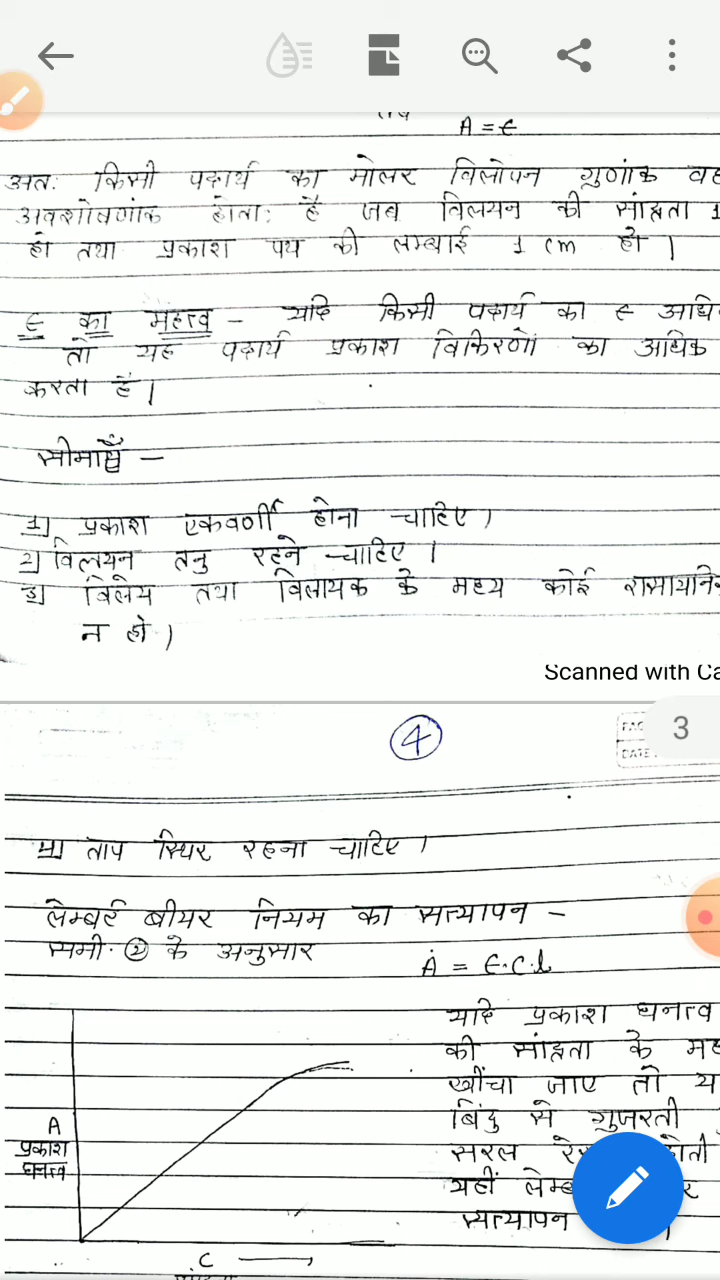 A = ε
अतः किसी पदार्थ का मोलर विलोपन गुणांक वह
अवशोषणांक होता: है जब विलयन की सांद्रता 1
हो तथा प्रकाश पथ की लम्बाई 1 cm हो |
ε का महत्व - यदि किसी पदार्थ का ε अधि
तो यह पदार्थ प्रकाश विकिरणों का अधिक
करता है |
सीमाएँ -
1) प्रकाश एकवर्णी होना चाहिए |
2) विलयन तनु रहने चाहिए |
3) विलेय तथा विलायक के मध्य कोई रासायनि
न हो |
Scanned with Ca
4
PAG
3
DATE
4) ताप स्थिर रहना चाहिए |
लेम्बर्ट बीयर नियम का सत्यापन -
समी. ② के अनुसार
A = ε.c.l
यदि प्रकाश घनत्व
की सांद्रता के मध
खींचा जाए तो य
बिंदु से गुजरती
सरल होती
यहीं
सत्यापन
A
प्रकाश
घनत्व
C